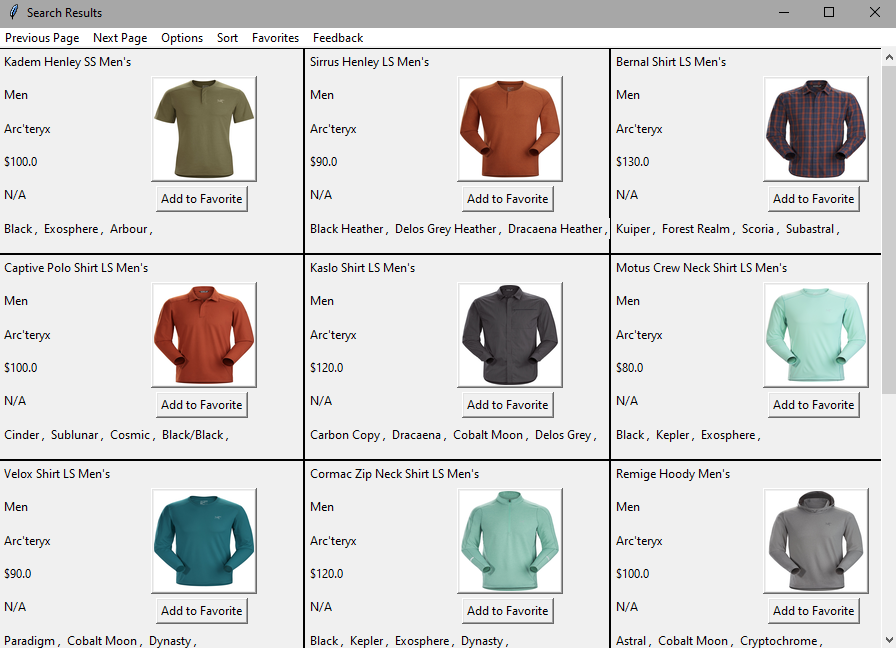 Search Results
Previous Page Next Page Options Sort Favorites Feedback
Kadem Henley SS Men's
Men
Arc'teryx
$100.0
N/A
Add to Favorite
Black , Exosphere , Arbour ,
Sirrus Henley LS Men's
Men
Arc'teryx
$90.0
N/A
Add to Favorite
Black Heather , Delos Grey Heather , Dracaena Heather ,
Bernal Shirt LS Men's
Men
Arc'teryx
$130.0
N/A
Add to Favorite
Kuiper , Forest Realm , Scoria , Subastral ,
Captive Polo Shirt LS Men's
Men
Arc'teryx
$100.0
N/A
Add to Favorite
Cinder , Sublunar , Cosmic , Black/Black ,
Kaslo Shirt LS Men's
Men
Arc'teryx
$120.0
N/A
Add to Favorite
Carbon Copy , Dracaena , Cobalt Moon , Delos Grey ,
Motus Crew Neck Shirt LS Men's
Men
Arc'teryx
$80.0
N/A
Add to Favorite
Black , Kepler , Exosphere ,
Velox Shirt LS Men's
Men
Arc'teryx
$90.0
N/A
Add to Favorite
Paradigm , Cobalt Moon , Dynasty ,
Cormac Zip Neck Shirt LS Men's
Men
Arc'teryx
$120.0
N/A
Add to Favorite
Black , Kepler , Exosphere , Dynasty ,
Remige Hoody Men's
Men
Arc'teryx
$100.0
N/A
Add to Favorite
Astral , Cobalt Moon , Cryptochrome ,